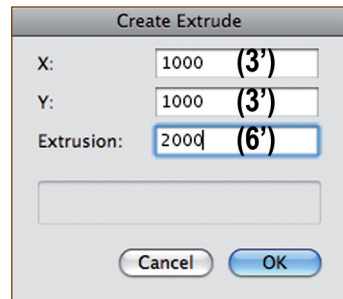 Create Extrude
X: 1000 (3')
Y: 1000 (3')
Extrusion: 2000 (6')
Cancel OK